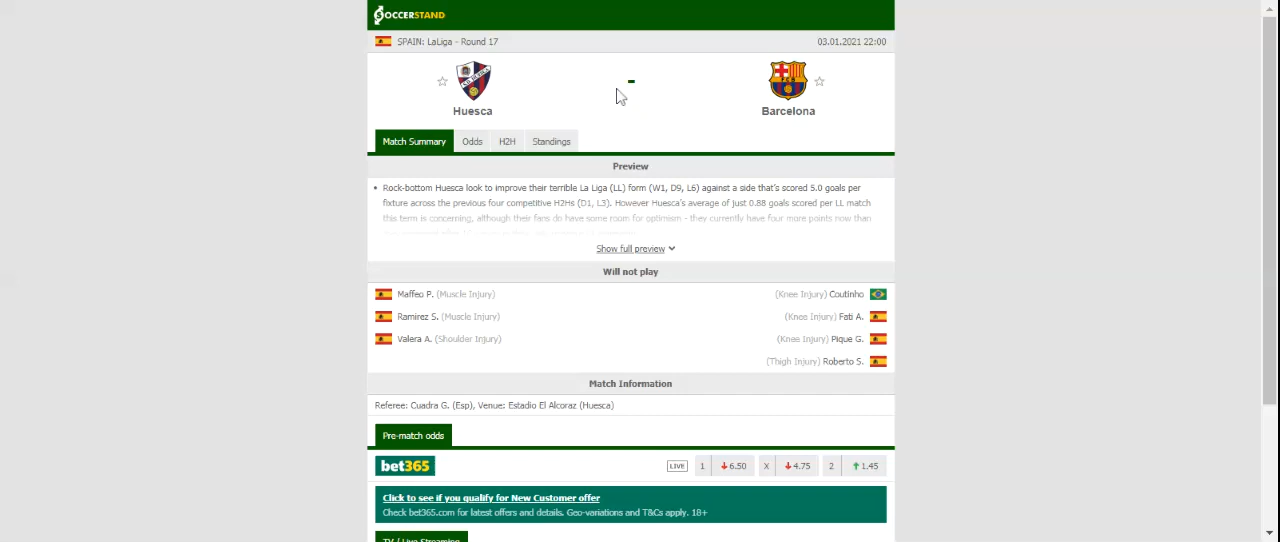 SOCCERSTAND
SPAIN: LaLiga - Round 17 03.01.2021 22:00
-
Huesca Barcelona
Match Summary Odds H2H Standings
Preview
Rock-bottom Huesca look to improve their terrible La Liga (LL) form (W1, D9, L6) against a side that's scored 5.0 goals per
fixture across the previous four competitive H2Hs (D1, L3). However Huesca's average of just 0.88 goals scored per LL match
this term is concerning, although their fans do have some room for optimism - they currently have four more points now than
Show full preview
Will not play
Maffeo P. (Muscle Injury) (Knee Injury) Coutinho
Ramirez S. (Muscle Injury) (Knee Injury) Fati A.
Valera A. (Shoulder Injury) (Knee Injury) Pique G.
(Thigh Injury) Roberto S.
Match Information
Referee: Cuadra G. (Esp), Venue: Estadio El Alcoraz (Huesca)
Pre-match odds
bet365 LIVE 1 6.50 X 4.75 2 1.45
Click to see if you qualify for New Customer offer
Check bet365.com for latest offers and details. Geo-variations and T&Cs apply. 18+
TV / Live Streaming